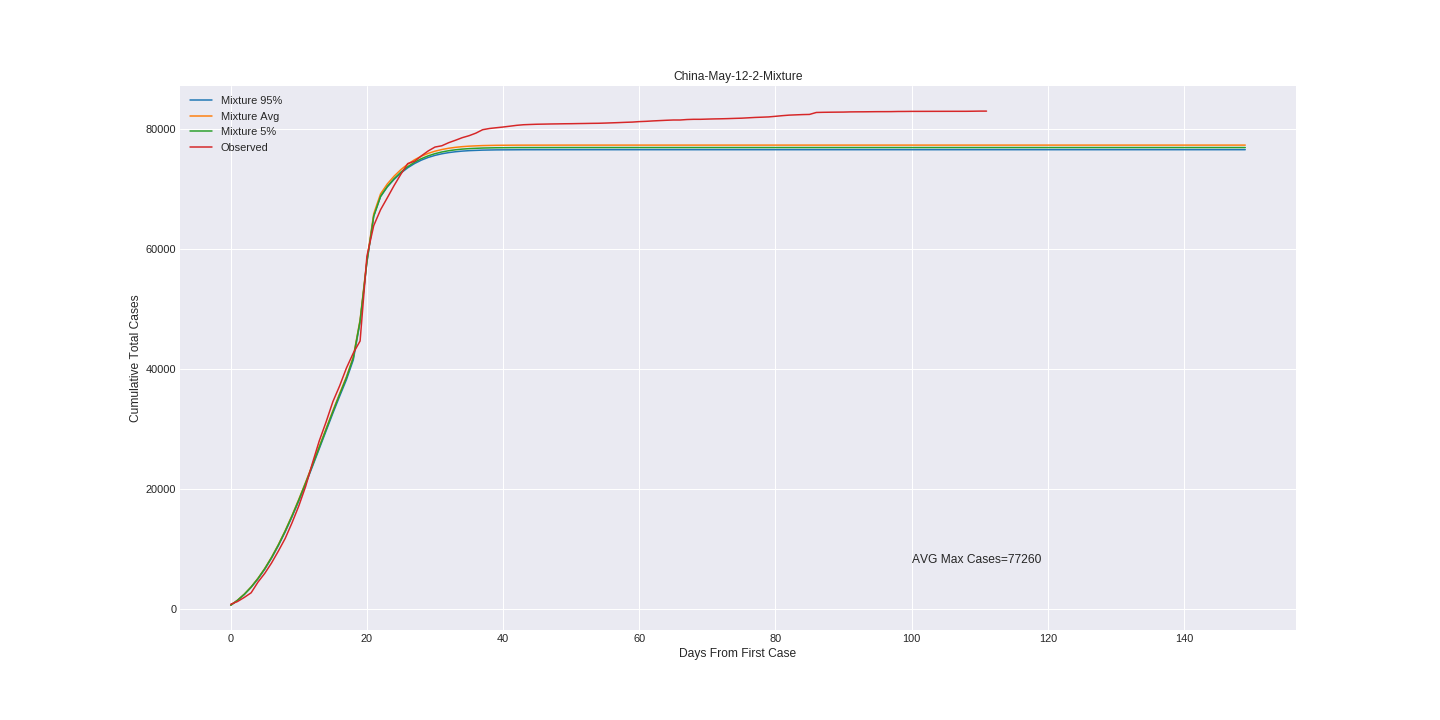 China-May-12-2-Mixture
Mixture 95%
Mixture Avg
Mixture 5%
Observed
80000
60000
40000
20000
0
Cumulative Total Cases
AVG Max Cases=77260
0 20 40 60 80 100 120 140
Days From First Case